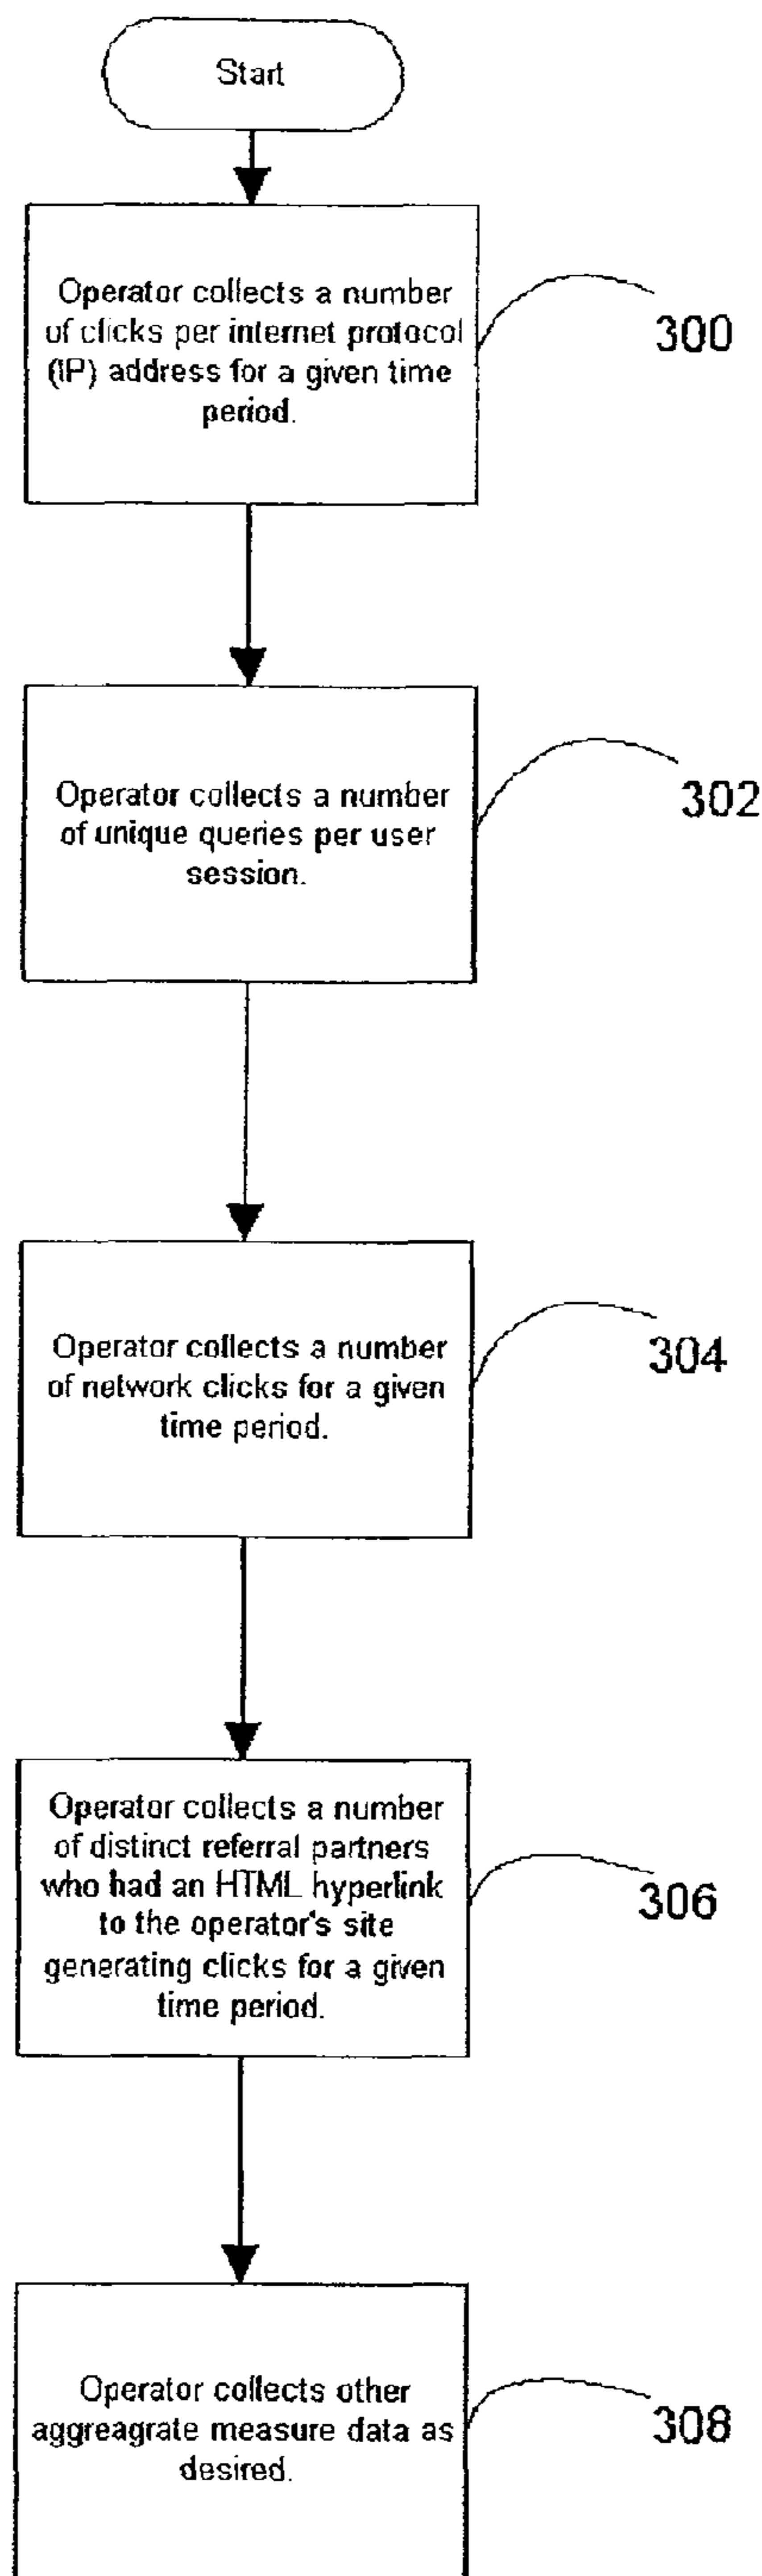 Start
Operator collects a number
of clicks per internet protocol
(IP) address for a given time
period.
300
Operator collects a number
of unique queries per user
session.
302
Operator collects a number
of network clicks for a given
time period.
304
Operator collects a number
of distinct referral partners
who had an HTML hyperlink
to the operator's site
generating clicks for a given
time period.
306
Operator collects other
aggreagrate measure data as
desired.
308